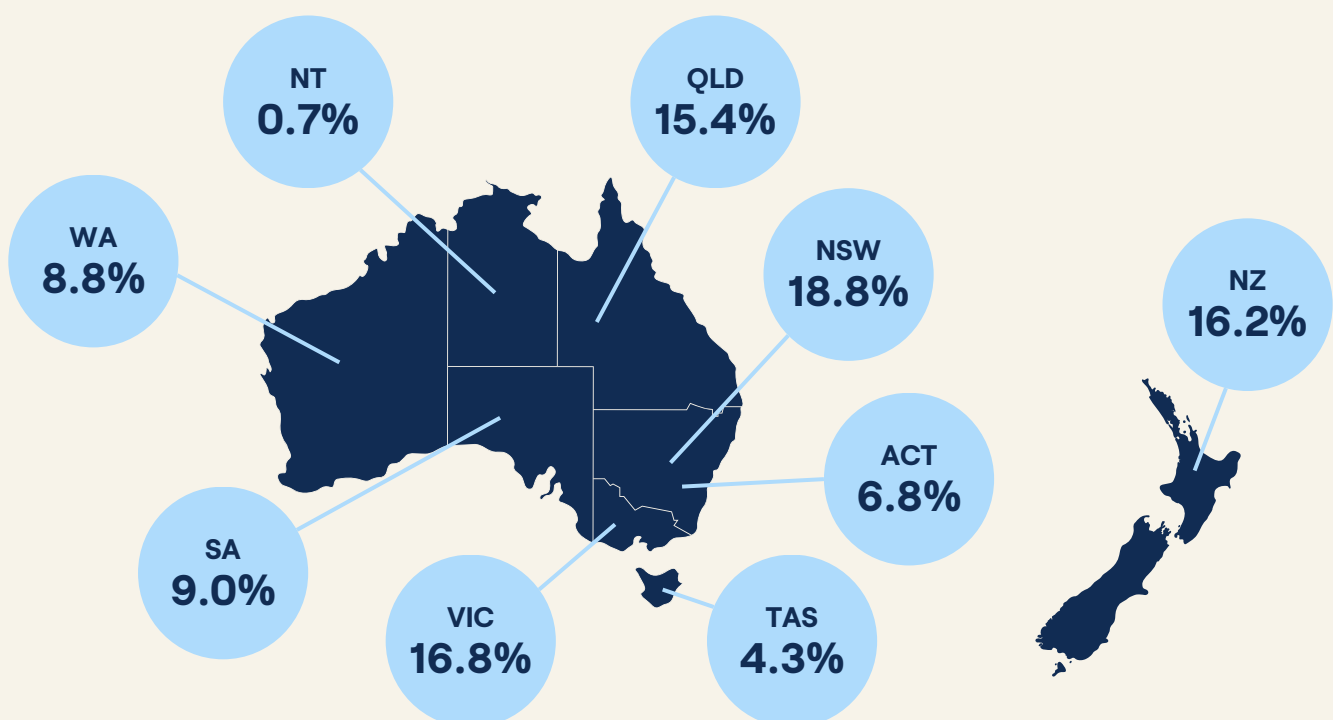 NT
0.7%
QLD
15.4%
WA
8.8%
NSW
18.8%
NZ
16.2%
ACT
6.8%
SA
9.0%
VIC
16.8%
TAS
4.3%